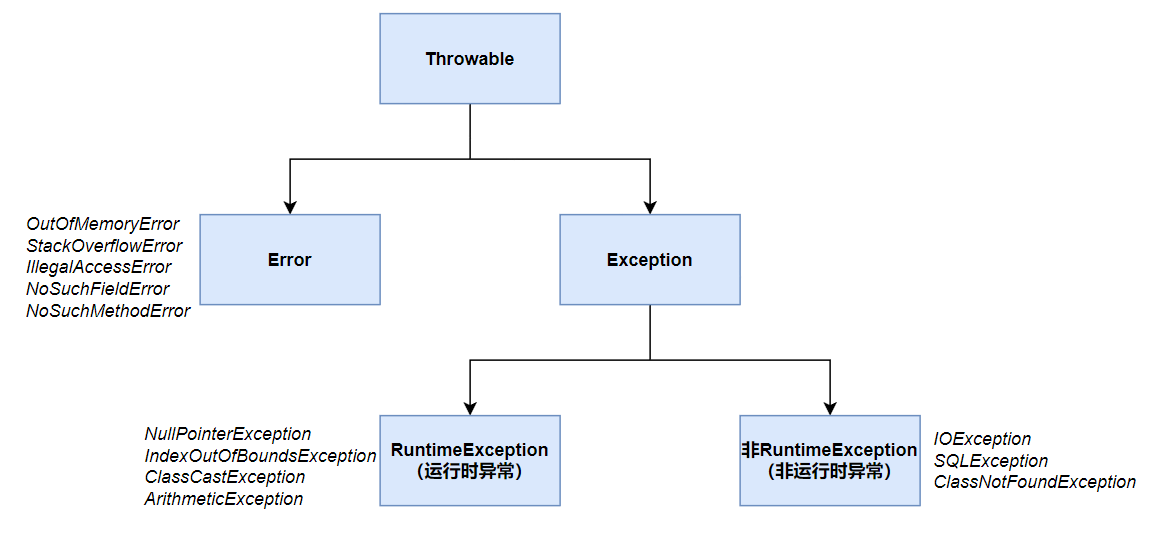 Throwable
OutOfMemoryError
StackOverflowError
IllegalAccessError
NoSuchFieldError
NoSuchMethodError
Error
Exception
NullPointerException
IndexOutOfBoundsException
ClassCastException
ArithmeticException
RuntimeException
（运行时异常）
非RuntimeException
（非运行时异常）
IOException
SQLException
ClassNotFoundException